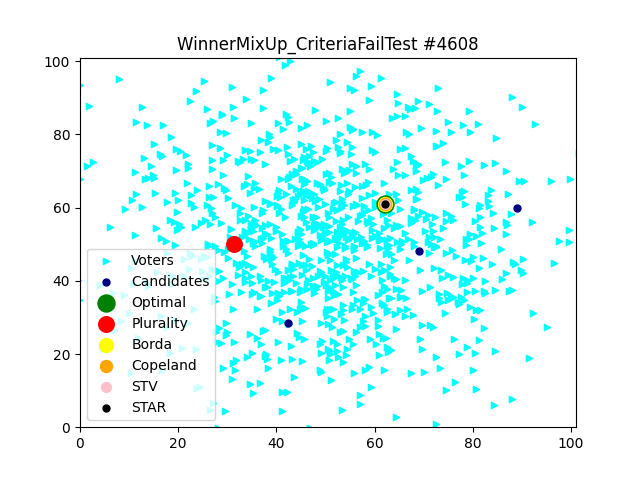 WinnerMixUp_CriteriaFailTest #4608
100
80
60
40
20
0
Voters
Candidates
Optimal
Plurality
Borda
Copeland
STV
STAR
0 20 40 60 80 100